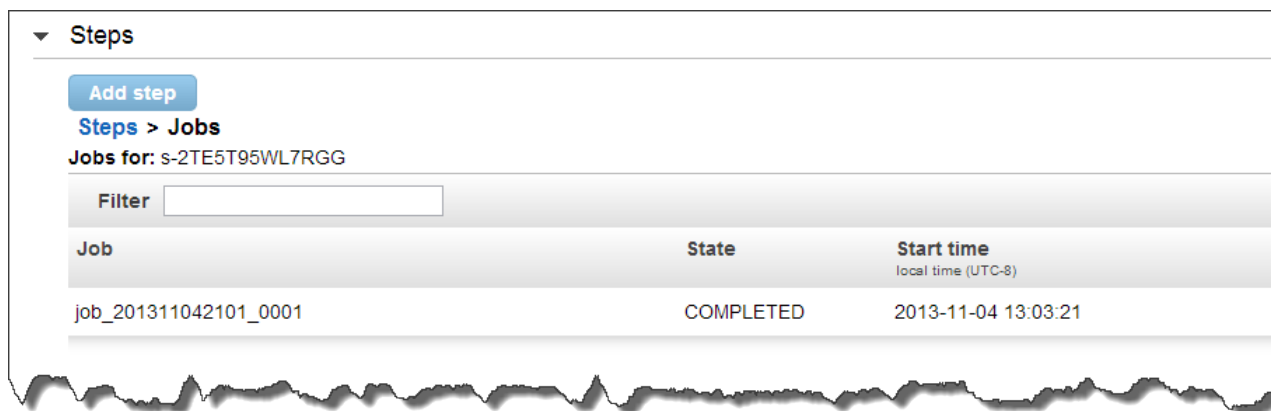 Steps
Add step
Steps > Jobs
Jobs for: s-2TE5T95WL7RGG
Filter
Job State Start time
local time (UTC-8)
job_201311042101_0001 COMPLETED 2013-11-04 13:03:21